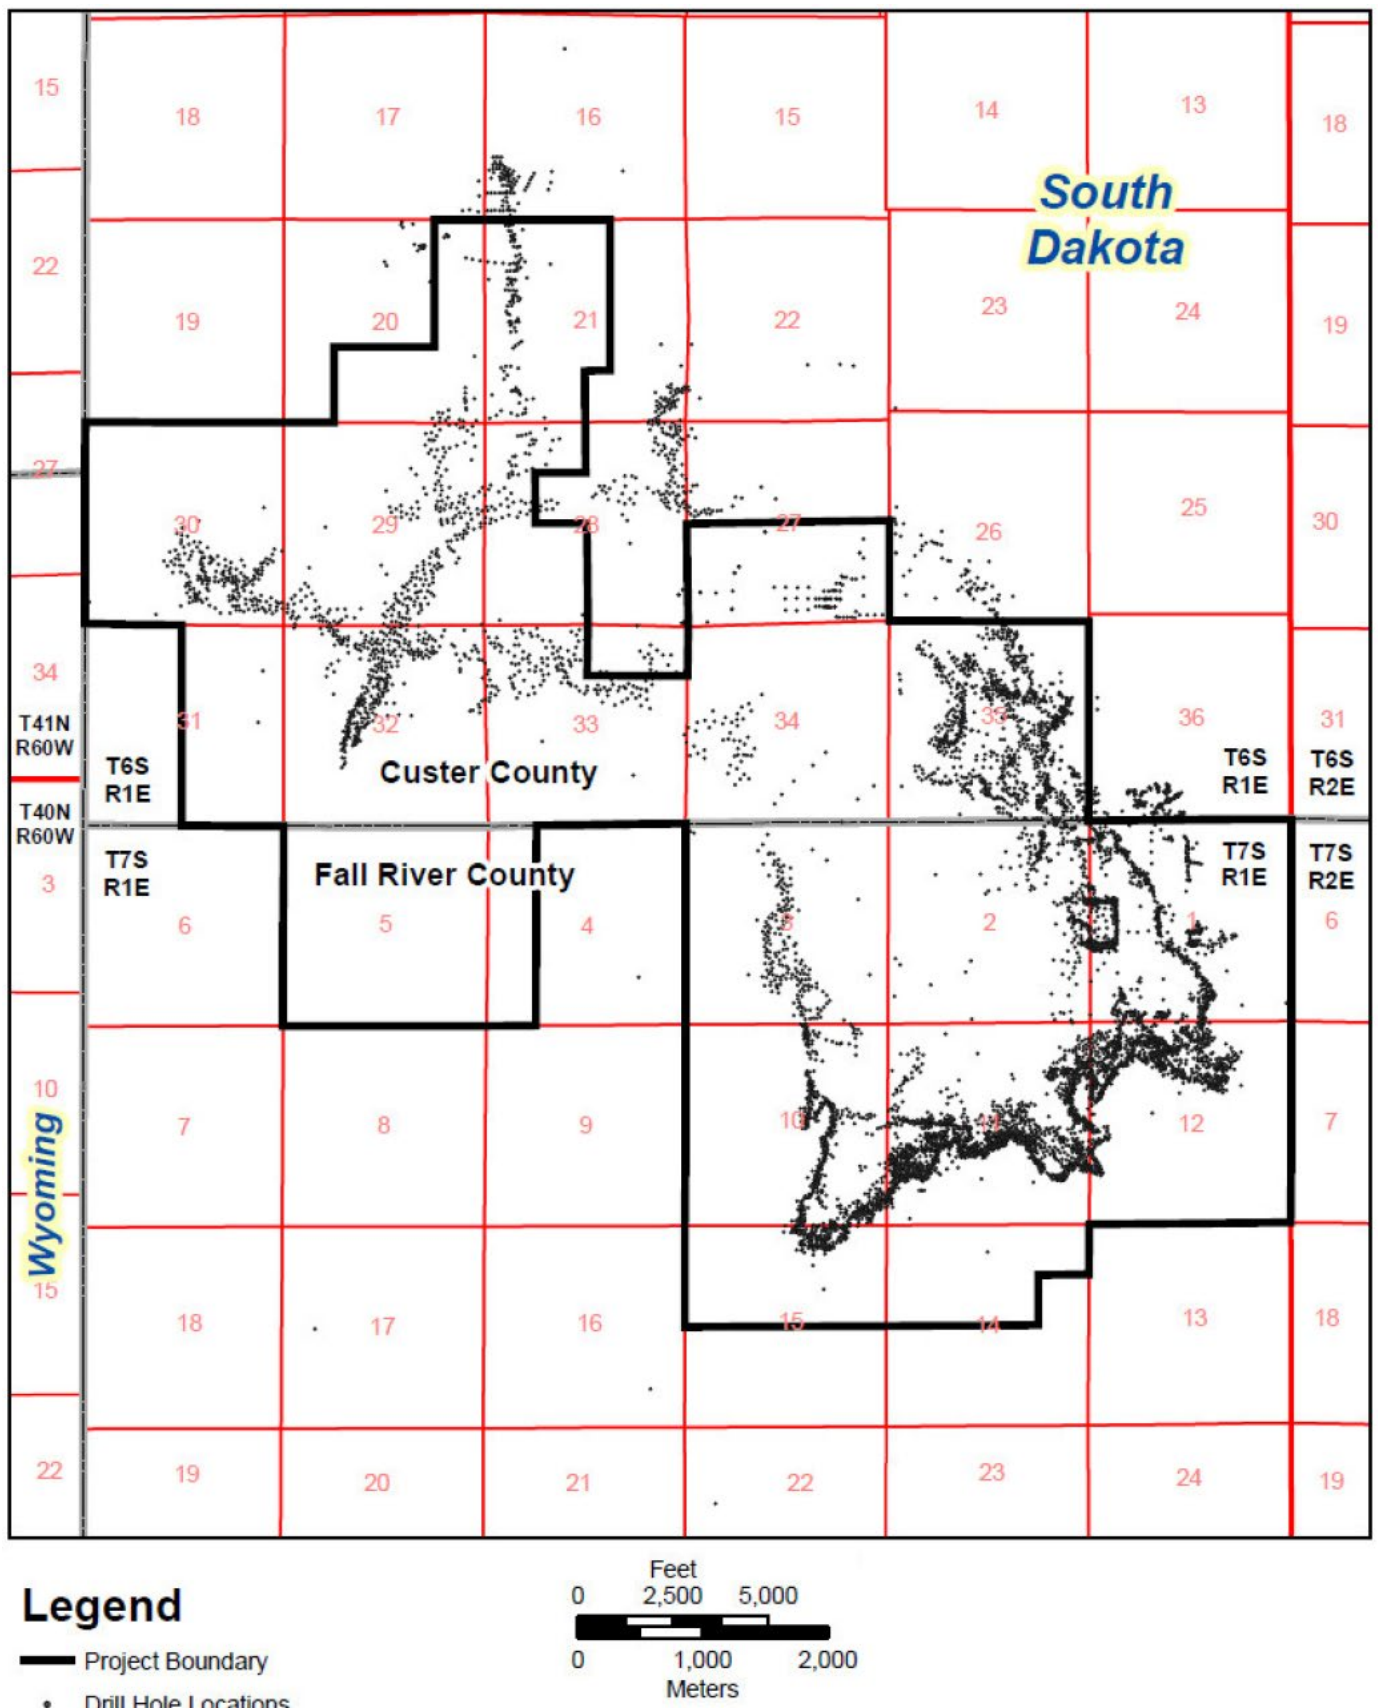 15
18
17
16
15
14
13
18
South
Dakota
22
19
20
21
22
23
24
19
27
30
29
28
27
26
25
30
34
31
32
33
34
35
36
31
T41N
R60W
T6S
R1E
Custer County
T6S
R1E
T6S
R2E
T40N
R60W
T7S
R1E
Fall River County
T7S
R1E
T7S
R2E
3
6
5
4
3
2
1
6
10
7
8
9
10
11
12
7
Wyoming
15
18
17
16
15
14
13
18
22
19
20
21
22
23
24
19
Legend
Project Boundary
Drill Hole Locations
Feet
0 2,500 5,000
0 1,000 2,000
Meters